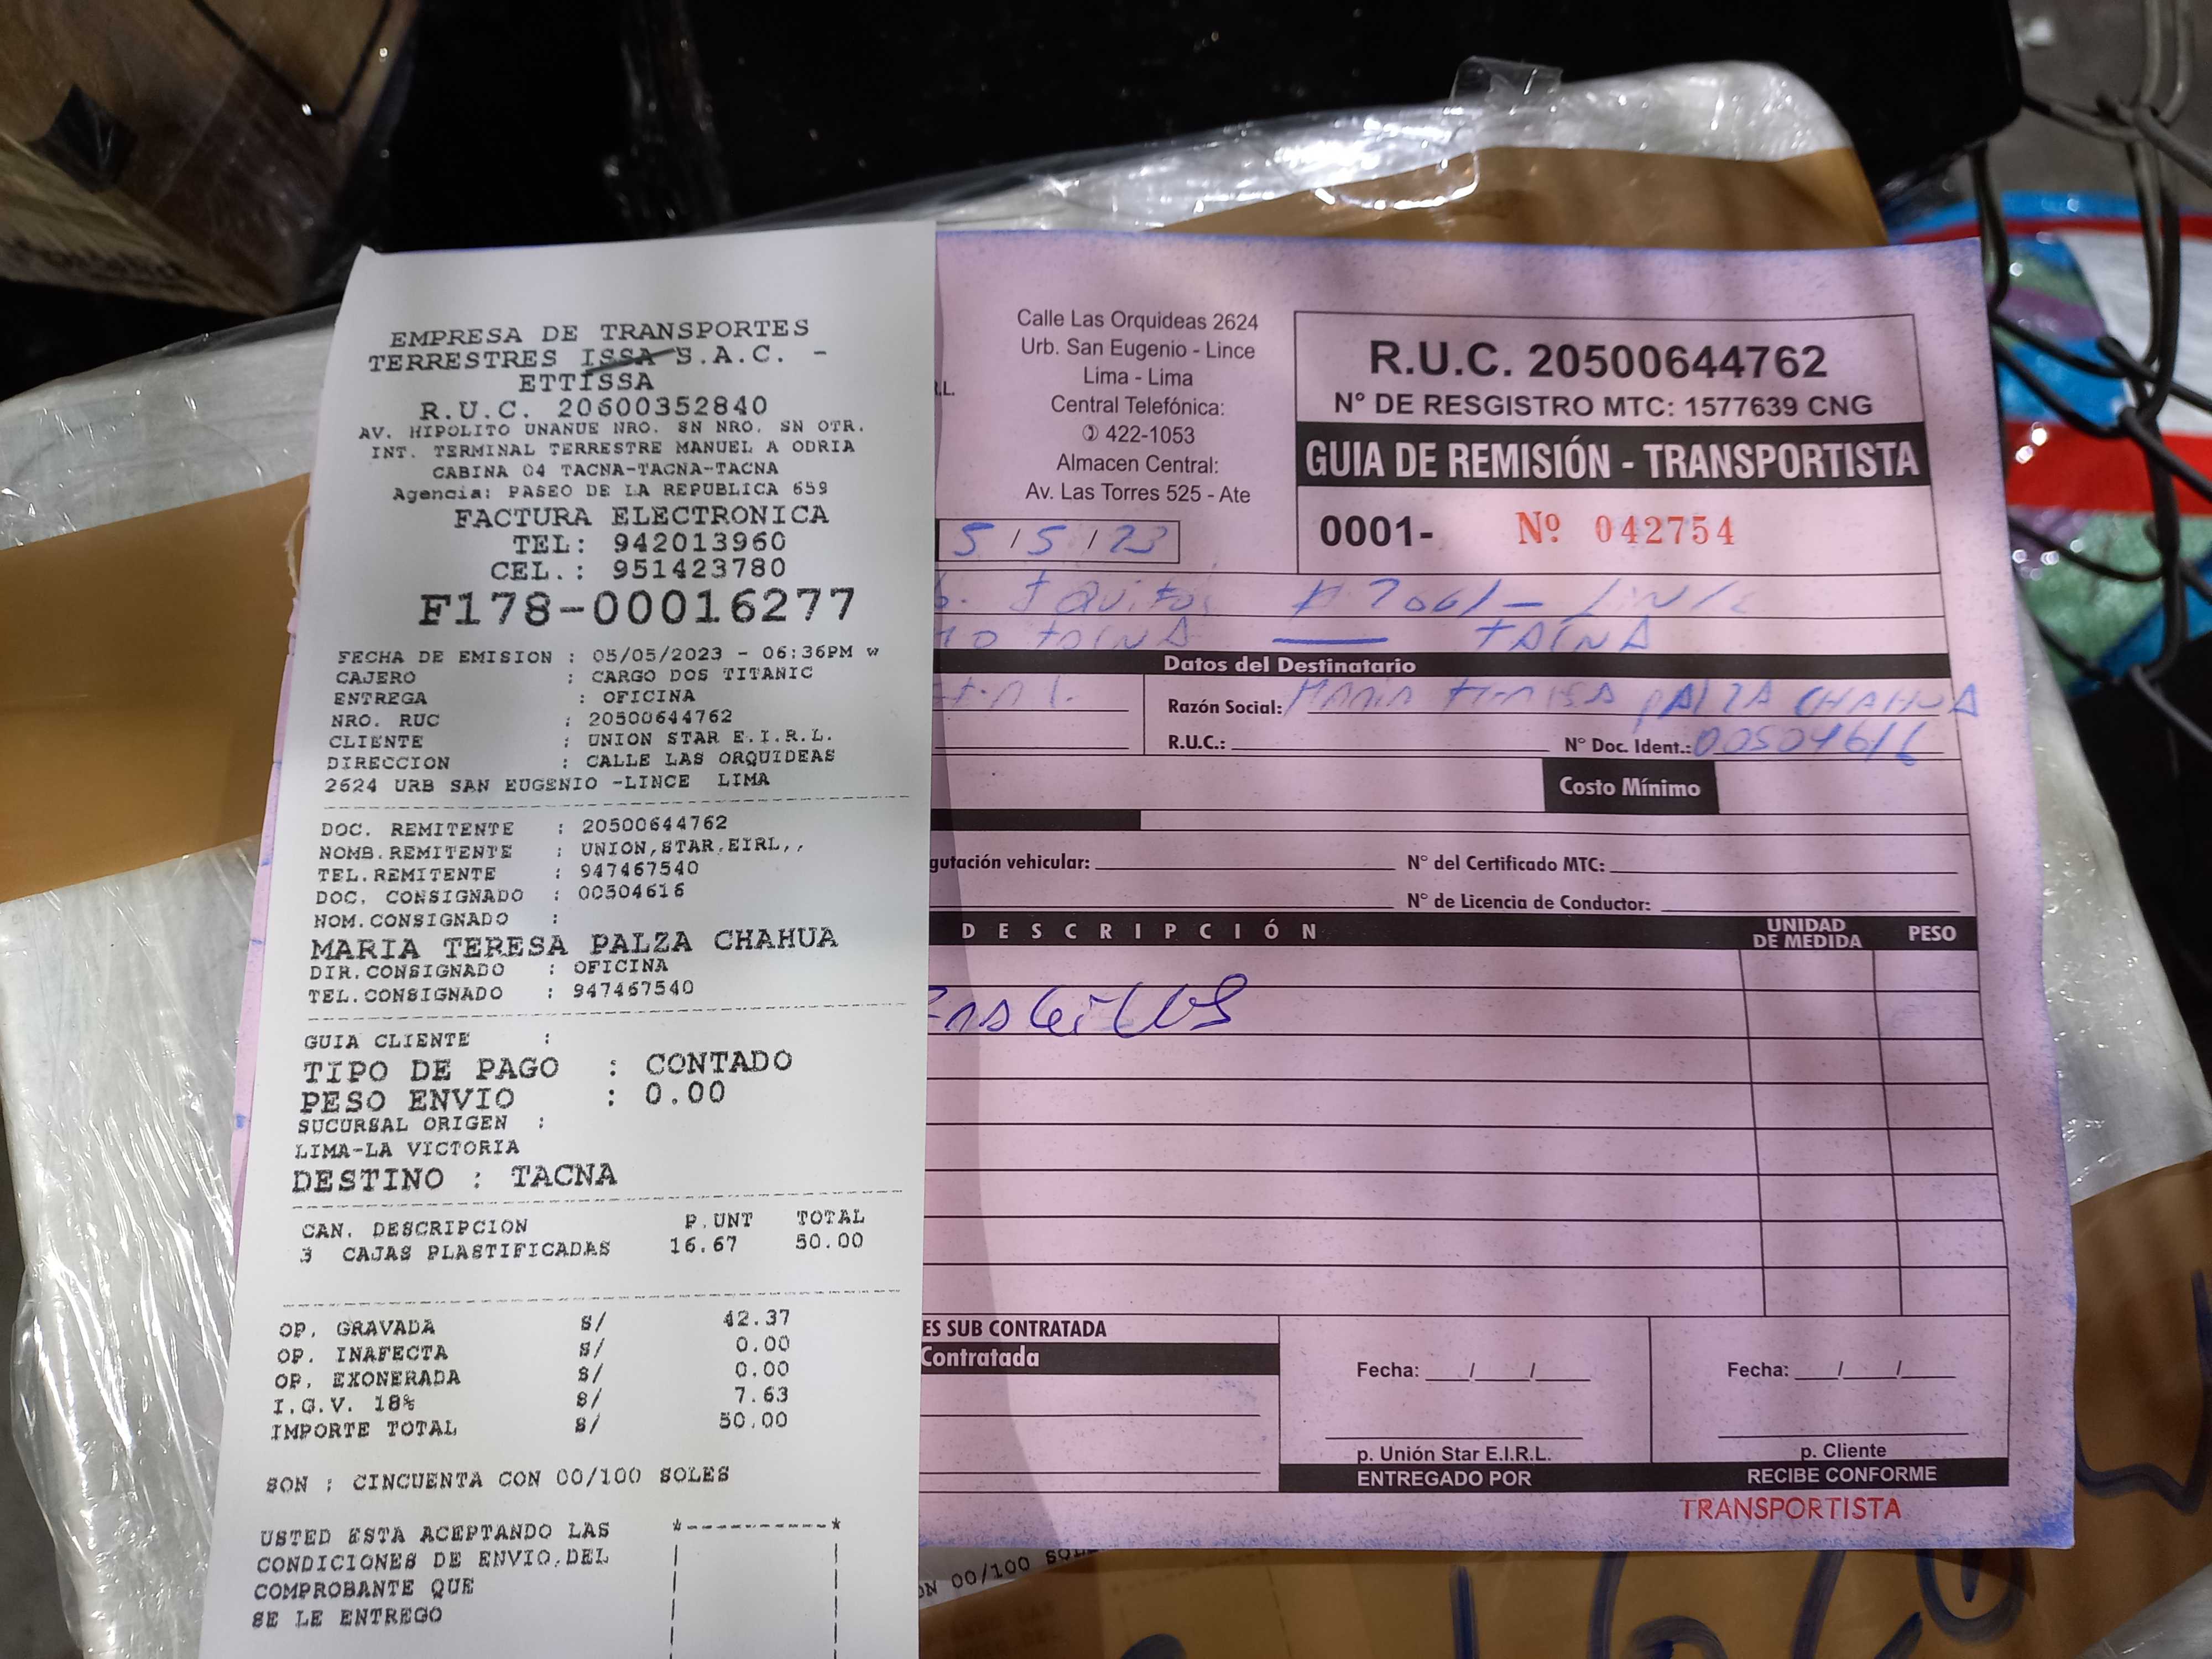 EMPRESA DE TRANSPORTES
TERRESTRES ISSA S.A.C. -
ETTISSA
R.U.C. 20600352840
AV. HIPOLITO UNANUE NRO. SN NRO. SN OTR.
INT. TERMINAL TERRESTRE MANUEL A ODRIA
CABINA 04 TACNA-TACNA-TACNA
Agencia: PASEO DE LA REPUBLICA 659
FACTURA ELECTRONICA
TEL: 942013960
CEL.: 951423780
F178-00016277
FECHA DE EMISION : 05/05/2023 - 06:36PM w
CAJERO : CARGO DOS TITANIC
ENTREGA : OFICINA
NRO. RUC : 20500644762
CLIENTE : UNION STAR E.I.R.L.
DIRECCION : CALLE LAS ORQUIDEAS
2624 URB SAN EUGENIO -LINCE LIMA
DOC. REMITENTE : 20500644762
NOMB.REMITENTE : UNION,STAR,EIRL,,
TEL.REMITENTE : 947467540
DOC. CONSIGNADO : 00504616
NOM.CONSIGNADO :
MARIA TERESA PALZA CHAHUA
DIR.CONSIGNADO : OFICINA
TEL.CONSIGNADO : 947467540
GUIA CLIENTE :
TIPO DE PAGO : CONTADO
PESO ENVIO : 0.00
SUCURSAL ORIGEN :
LIMA-LA VICTORIA
DESTINO : TACNA
CAN. DESCRIPCION P.UNT TOTAL
3 CAJAS PLASTIFICADAS 16.67 50.00
OP. GRAVADA S/ 42.37
OP. INAFECTA S/ 0.00
OP. EXONERADA S/ 0.00
I.G.V. 18% S/ 7.63
IMPORTE TOTAL S/ 50.00
SON : CINCUENTA CON 00/100 SOLES
USTED ESTA ACEPTANDO LAS
CONDICIONES DE ENVIO,DEL
COMPROBANTE QUE
SE LE ENTREGO
Calle Las Orquideas 2624
Urb. San Eugenio - Lince
Lima - Lima
Central Telefónica:
422-1053
Almacen Central:
Av. Las Torres 525 - Ate
R.U.C. 20500644762
N° DE RESGISTRO MTC: 1577639 CNG
GUIA DE REMISIÓN - TRANSPORTISTA
0001- Nº 042754
5 / 5 / 23
TACNA
Datos del Destinatario
Razón Social: MARIA TERESA PALZA CHAHUA
R.U.C.: N° Doc. Ident.: 00504616
Costo Mínimo
vehicular: N° del Certificado MTC:
N° de Licencia de Conductor:
DESCRIPCIÓN UNIDAD DE MEDIDA PESO
ES SUB CONTRATADA
Contratada
Fecha: / / Fecha: / /
p. Unión Star E.I.R.L. p. Cliente
ENTREGADO POR RECIBE CONFORME
TRANSPORTISTA
00/100